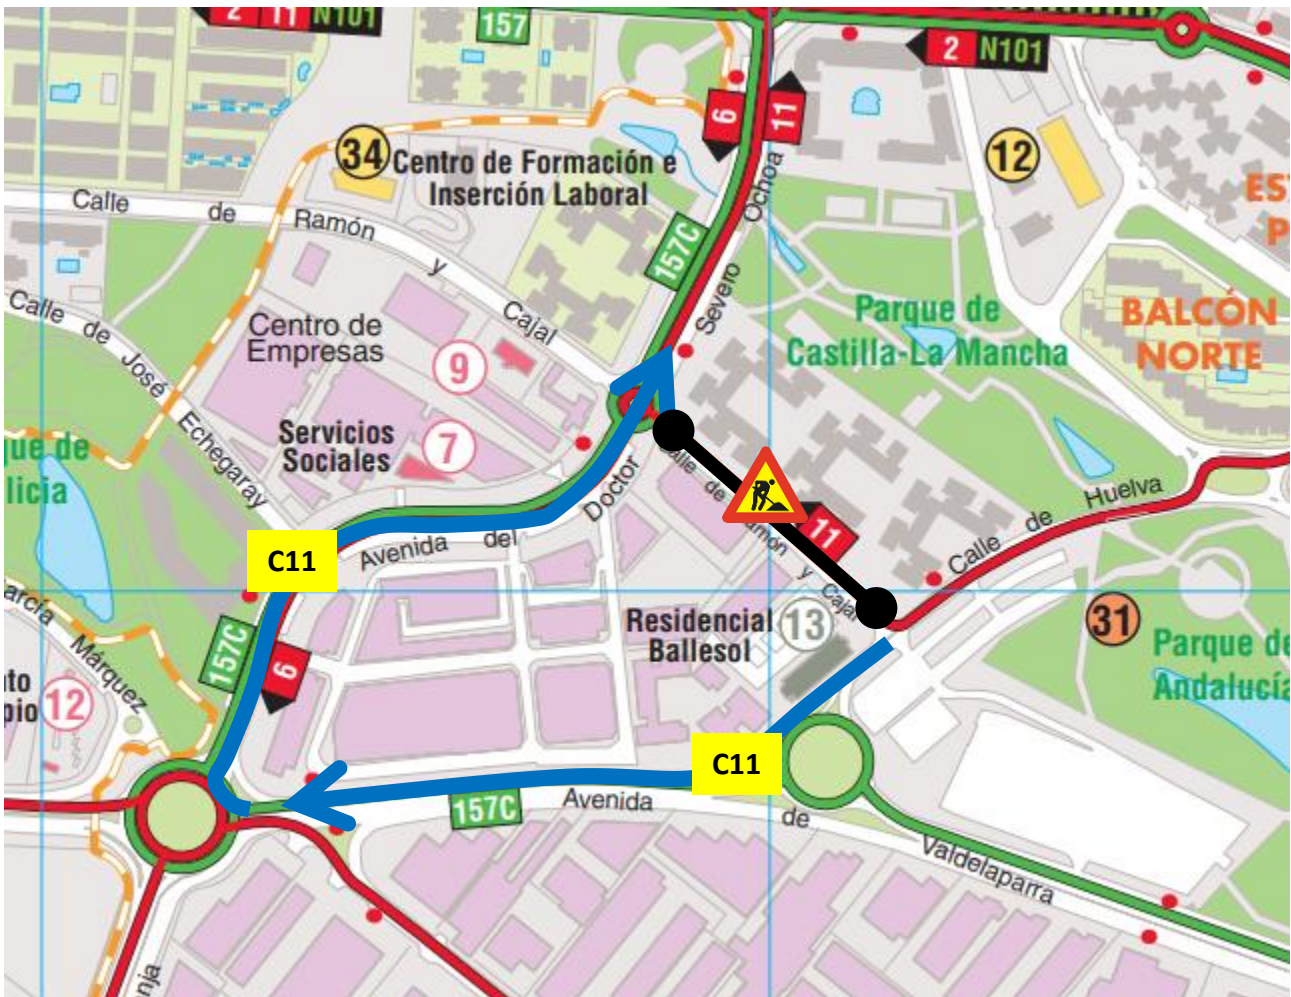 2 11 N101
157
2 N101
6
11
34
Centro de Formación e
Inserción Laboral
12
Calle de Ramón y Cajal
157C
Severo Ochoa
Calle de José Echegaray
Centro de
Empresas
9
Parque de
Castilla-La Mancha
BALCÓN
NORTE
Servicios
Sociales
7
Calle de
11
y Cajal
Calle de Huelva
Avenida del Doctor
C11
Residencial
Ballesol
13
31
Parque de
Andalucía
157C
6
Márquez
12
C11
157C
Avenida de Valdelaparra